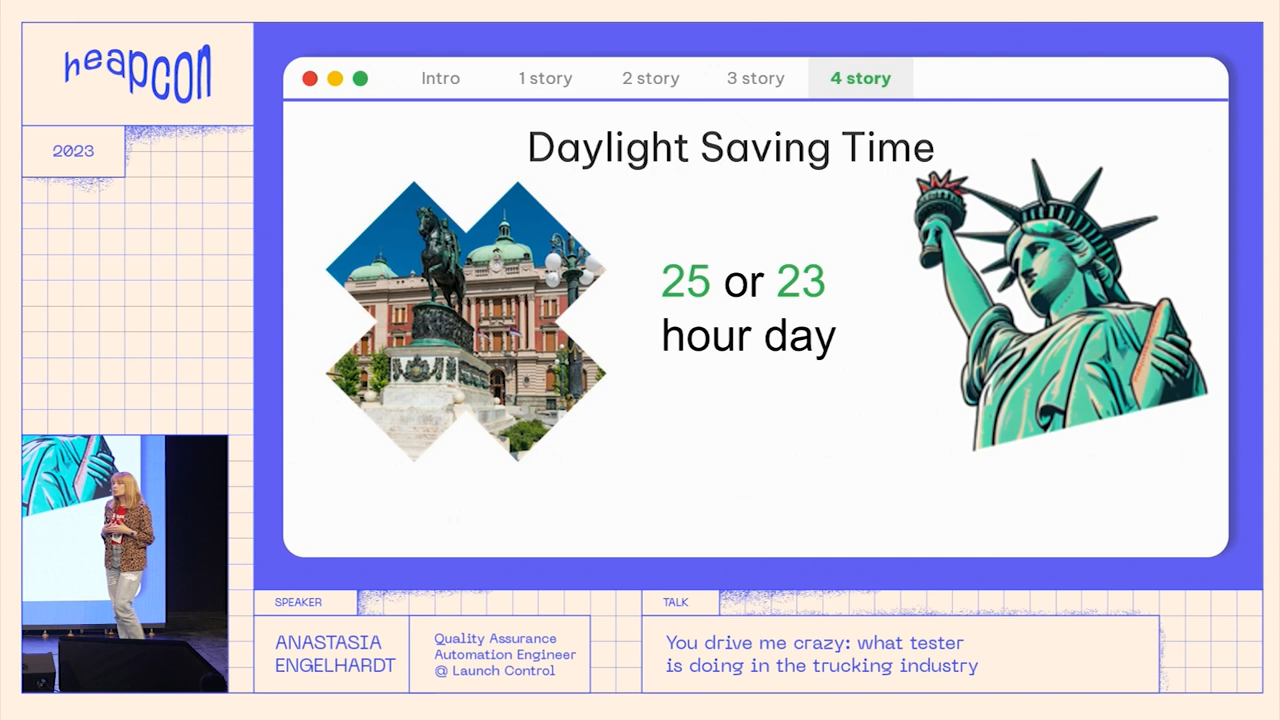 heapcon
2023
Intro
1 story
2 story
3 story
4 story
Daylight Saving Time
25 or 23
hour day
SPEAKER
ANASTASIA
ENGELHARDT
Quality Assurance
Automation Engineer
@ Launch Control
TALK
You drive me crazy: what tester
is doing in the trucking industry